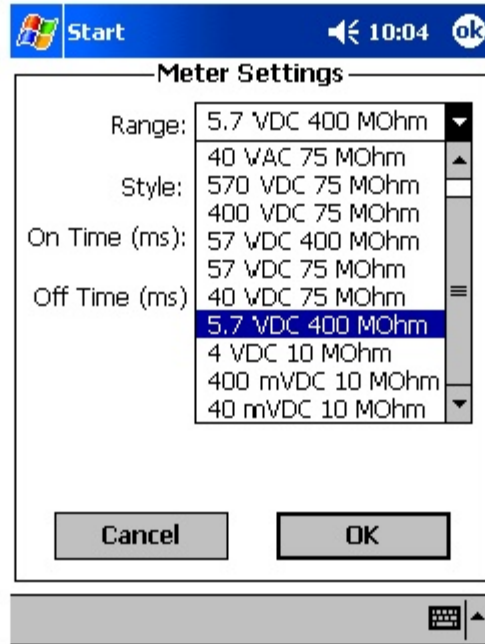 Start 10:04 ok
Meter Settings
Range: 5.7 VDC 400 MOhm
40 VAC 75 MOhm
Style: 570 VDC 75 MOhm
400 VDC 75 MOhm
On Time (ms): 57 VDC 400 MOhm
57 VDC 75 MOhm
Off Time (ms) 40 VDC 75 MOhm
5.7 VDC 400 MOhm
4 VDC 10 MOhm
400 mVDC 10 MOhm
40 mVDC 10 MOhm
Cancel OK